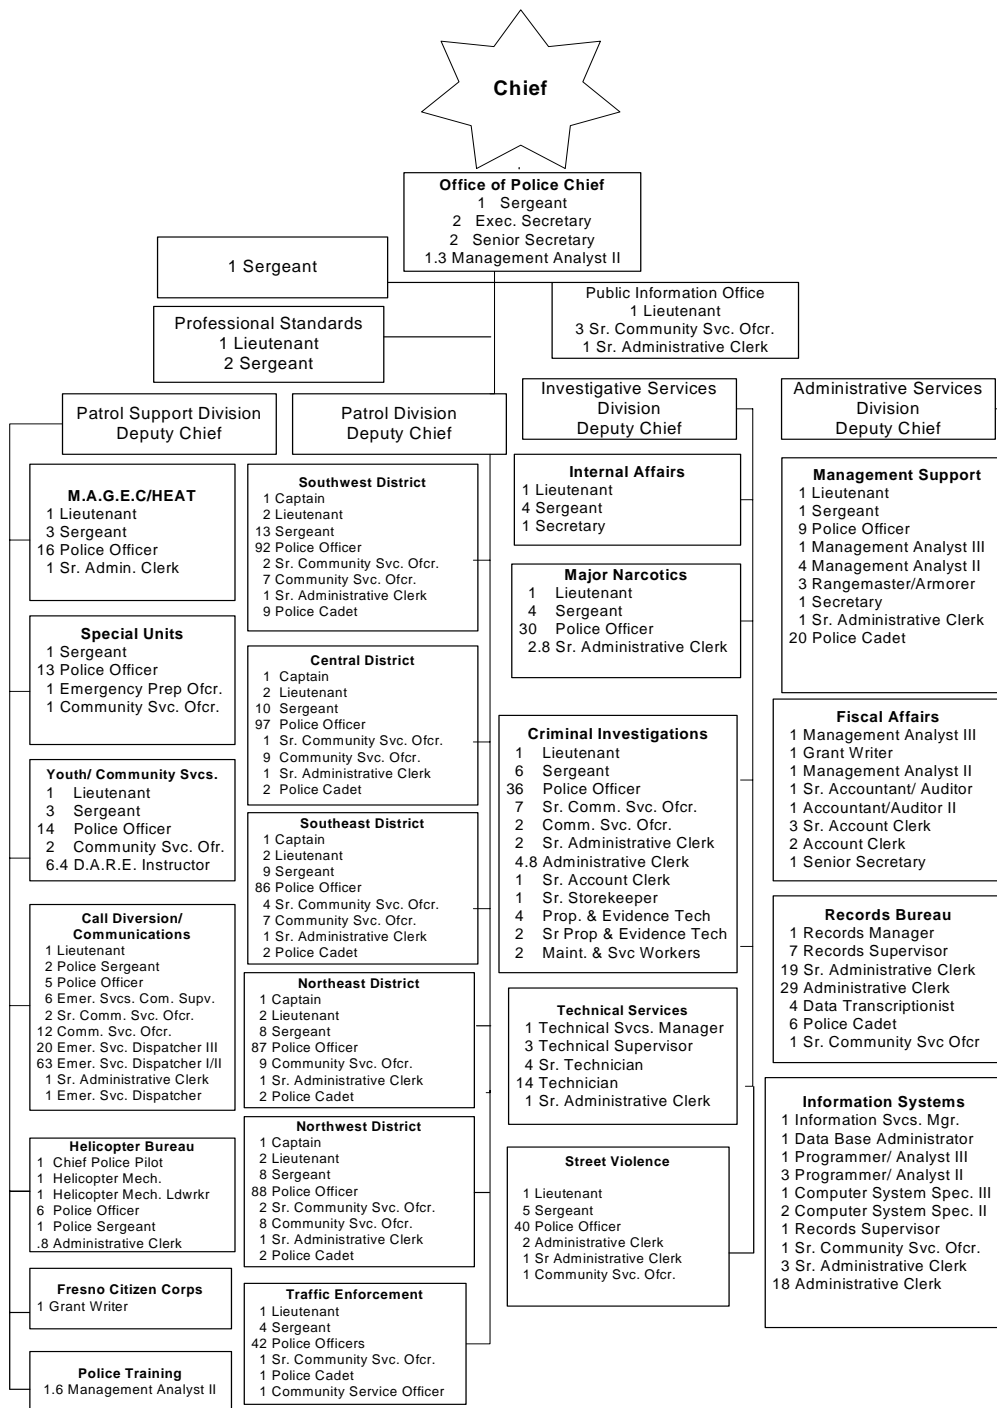 Chief
Office of Police Chief
1 Sergeant
2 Exec. Secretary
2 Senior Secretary
1.3 Management Analyst II
1 Sergeant
Public Information Office
1 Lieutenant
3 Sr. Community Svc. Ofcr.
1 Sr. Administrative Clerk
Professional Standards
1 Lieutenant
2 Sergeant
Patrol Support Division
Deputy Chief
M.A.G.E.C/HEAT
1 Lieutenant
3 Sergeant
16 Police Officer
1 Sr. Admin. Clerk
Special Units
1 Sergeant
13 Police Officer
1 Emergency Prep Ofcr.
1 Community Svc. Ofcr.
Youth/ Community Svcs.
1 Lieutenant
3 Sergeant
14 Police Officer
2 Community Svc. Ofr.
6.4 D.A.R.E. Instructor
Call Diversion/
Communications
1 Lieutenant
2 Police Sergeant
5 Police Officer
6 Emer. Svcs. Com. Supv.
2 Sr. Comm. Svc. Ofcr.
12 Comm. Svc. Ofcr.
20 Emer. Svc. Dispatcher III
63 Emer. Svc. Dispatcher I/II
1 Sr. Administrative Clerk
1 Emer. Svc. Dispatcher
Helicopter Bureau
1 Chief Police Pilot
1 Helicopter Mech.
1 Helicopter Mech. Ldwrkr
6 Police Officer
1 Police Sergeant
.8 Administrative Clerk
Fresno Citizen Corps
1 Grant Writer
Police Training
1.6 Management Analyst II
Patrol Division
Deputy Chief
Southwest District
1 Captain
2 Lieutenant
13 Sergeant
92 Police Officer
2 Sr. Community Svc. Ofcr.
7 Community Svc. Ofcr.
1 Sr. Administrative Clerk
9 Police Cadet
Central District
1 Captain
2 Lieutenant
10 Sergeant
97 Police Officer
1 Sr. Community Svc. Ofcr.
9 Community Svc. Ofcr.
1 Sr. Administrative Clerk
2 Police Cadet
Southeast District
1 Captain
2 Lieutenant
9 Sergeant
86 Police Officer
4 Sr. Community Svc. Ofcr.
7 Community Svc. Ofcr.
1 Sr. Administrative Clerk
2 Police Cadet
Northeast District
1 Captain
2 Lieutenant
8 Sergeant
87 Police Officer
9 Community Svc. Ofcr.
1 Sr. Administrative Clerk
2 Police Cadet
Northwest District
1 Captain
2 Lieutenant
8 Sergeant
88 Police Officer
2 Sr. Community Svc. Ofcr.
8 Community Svc. Ofcr.
1 Sr. Administrative Clerk
2 Police Cadet
Traffic Enforcement
1 Lieutenant
4 Sergeant
42 Police Officers
1 Sr. Community Svc. Ofcr.
1 Police Cadet
1 Community Service Officer
Investigative Services
Division
Deputy Chief
Internal Affairs
1 Lieutenant
4 Sergeant
1 Secretary
Major Narcotics
1 Lieutenant
4 Sergeant
30 Police Officer
2.8 Sr. Administrative Clerk
Criminal Investigations
1 Lieutenant
6 Sergeant
36 Police Officer
7 Sr. Comm. Svc. Ofcr.
2 Comm. Svc. Ofcr.
2 Sr. Administrative Clerk
4.8 Administrative Clerk
1 Sr. Account Clerk
1 Sr. Storekeeper
4 Prop. & Evidence Tech
2 Sr Prop & Evidence Tech
2 Maint. & Svc Workers
Technical Services
1 Technical Svcs. Manager
3 Technical Supervisor
4 Sr. Technician
14 Technician
1 Sr. Administrative Clerk
Street Violence
1 Lieutenant
5 Sergeant
40 Police Officer
2 Administrative Clerk
1 Sr Administrative Clerk
1 Community Svc. Ofcr.
Administrative Services
Division
Deputy Chief
Management Support
1 Lieutenant
1 Sergeant
9 Police Officer
1 Management Analyst III
4 Management Analyst II
3 Rangemaster/Armorer
1 Secretary
1 Sr. Administrative Clerk
20 Police Cadet
Fiscal Affairs
1 Management Analyst III
1 Grant Writer
1 Management Analyst II
1 Sr. Accountant/ Auditor
1 Accountant/Auditor II
3 Sr. Account Clerk
2 Account Clerk
1 Senior Secretary
Records Bureau
1 Records Manager
7 Records Supervisor
19 Sr. Administrative Clerk
29 Administrative Clerk
4 Data Transcriptionist
6 Police Cadet
1 Sr. Community Svc Ofcr
Information Systems
1 Information Svcs. Mgr.
1 Data Base Administrator
1 Programmer/ Analyst III
3 Programmer/ Analyst II
1 Computer System Spec. III
2 Computer System Spec. II
1 Records Supervisor
1 Sr. Community Svc. Ofcr.
3 Sr. Administrative Clerk
18 Administrative Clerk